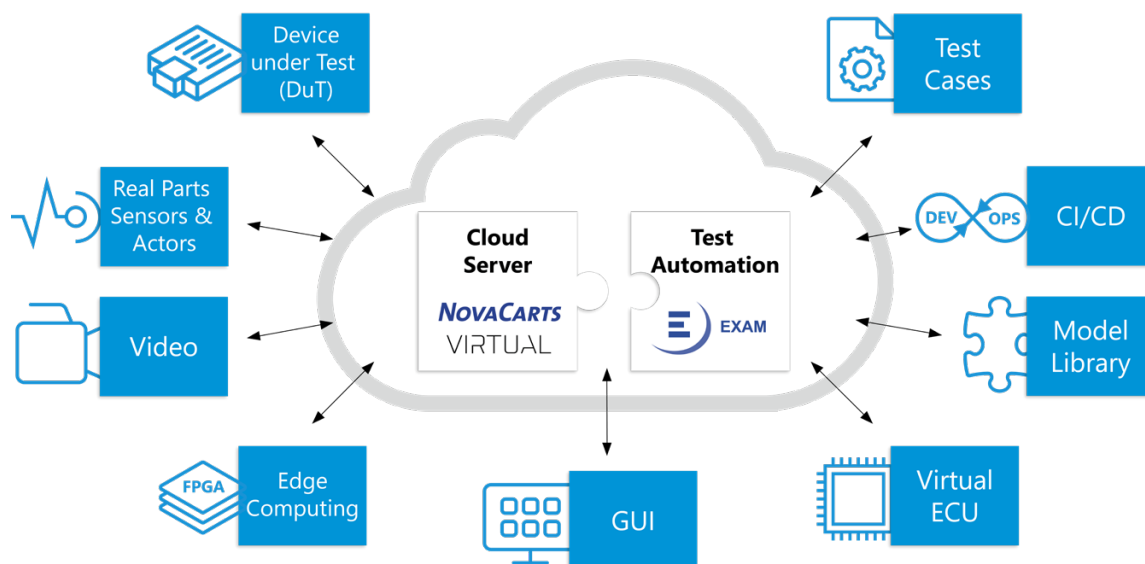 Device
under Test
(DuT)
Test
Cases
Real Parts
Sensors &
Actors
DEV OPS
CI/CD
Cloud
Server
NOVACARTS
VIRTUAL
Test
Automation
E EXAM
Video
Model
Library
FPGA
Edge
Computing
GUI
Virtual
ECU